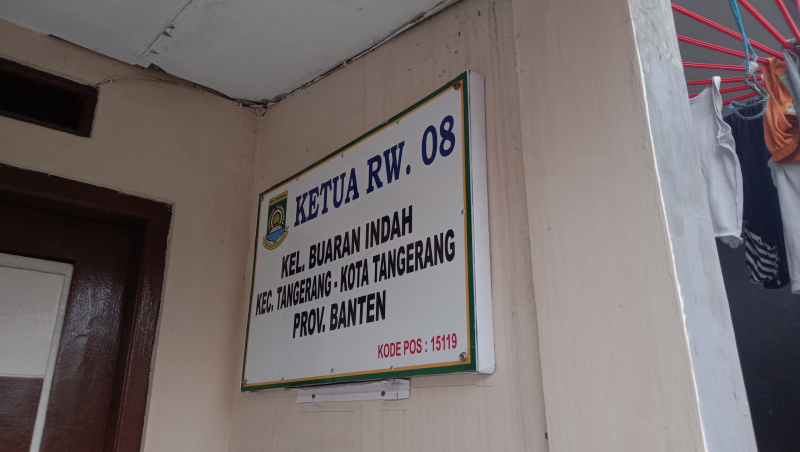 KETUA RW. 08
KEL. BUARAN INDAH
KEC. TANGERANG - KOTA TANGERANG
PROV. BANTEN
KODE POS : 15119